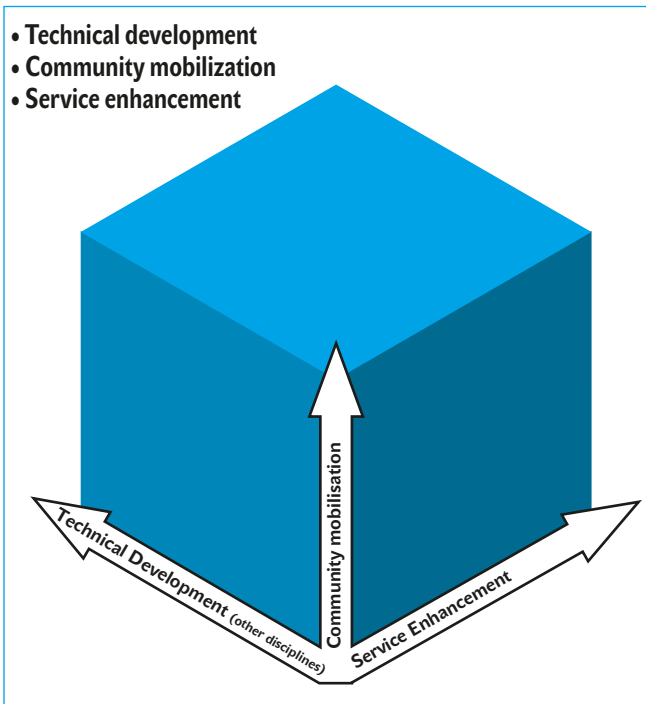 • Technical development
• Community mobilization
• Service enhancement
Community mobilisation
Technical Development (other disciplines)
Service Enhancement